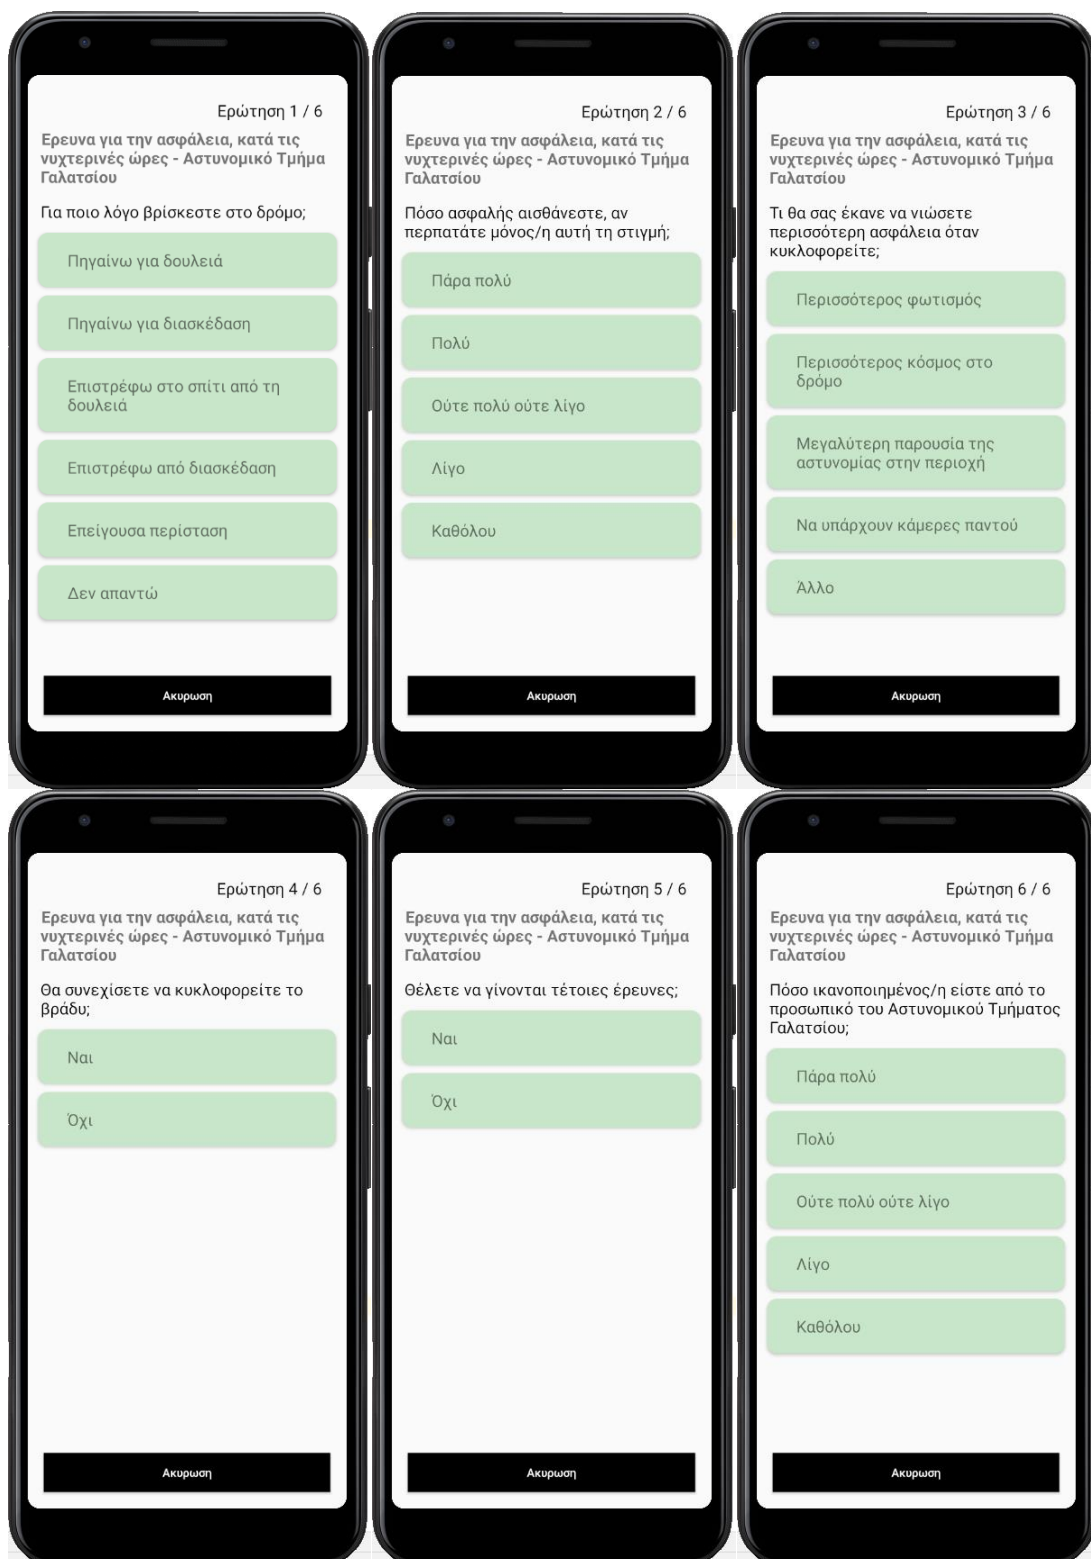 Ερώτηση 1 / 6
Ερευνα για την ασφάλεια, κατά τις
νυχτερινές ώρες - Αστυνομικό Τμήμα
Γαλατσίου
Για ποιο λόγο βρίσκεστε στο δρόμο;
Πηγαίνω για δουλειά
Πηγαίνω για διασκέδαση
Επιστρέφω στο σπίτι από τη
δουλειά
Επιστρέφω από διασκέδαση
Επείγουσα περίσταση
Δεν απαντώ
Ακυρωση
Ερώτηση 2 / 6
Ερευνα για την ασφάλεια, κατά τις
νυχτερινές ώρες - Αστυνομικό Τμήμα
Γαλατσίου
Πόσο ασφαλής αισθάνεστε, αν
περπατάτε μόνος/η αυτή τη στιγμή;
Πάρα πολύ
Πολύ
Ούτε πολύ ούτε λίγο
Λίγο
Καθόλου
Ακυρωση
Ερώτηση 3 / 6
Ερευνα για την ασφάλεια, κατά τις
νυχτερινές ώρες - Αστυνομικό Τμήμα
Γαλατσίου
Τι θα σας έκανε να νιώσετε
περισσότερη ασφάλεια όταν
κυκλοφορείτε;
Περισσότερος φωτισμός
Περισσότερος κόσμος στο
δρόμο
Μεγαλύτερη παρουσία της
αστυνομίας στην περιοχή
Να υπάρχουν κάμερες παντού
Άλλο
Ακυρωση
Ερώτηση 4 / 6
Ερευνα για την ασφάλεια, κατά τις
νυχτερινές ώρες - Αστυνομικό Τμήμα
Γαλατσίου
Θα συνεχίσετε να κυκλοφορείτε το
βράδυ;
Ναι
Όχι
Ακυρωση
Ερώτηση 5 / 6
Ερευνα για την ασφάλεια, κατά τις
νυχτερινές ώρες - Αστυνομικό Τμήμα
Γαλατσίου
Θέλετε να γίνονται τέτοιες έρευνες;
Ναι
Όχι
Ακυρωση
Ερώτηση 6 / 6
Ερευνα για την ασφάλεια, κατά τις
νυχτερινές ώρες - Αστυνομικό Τμήμα
Γαλατσίου
Πόσο ικανοποιημένος/η είστε από το
προσωπικό του Αστυνομικού Τμήματος
Γαλατσίου;
Πάρα πολύ
Πολύ
Ούτε πολύ ούτε λίγο
Λίγο
Καθόλου
Ακυρωση